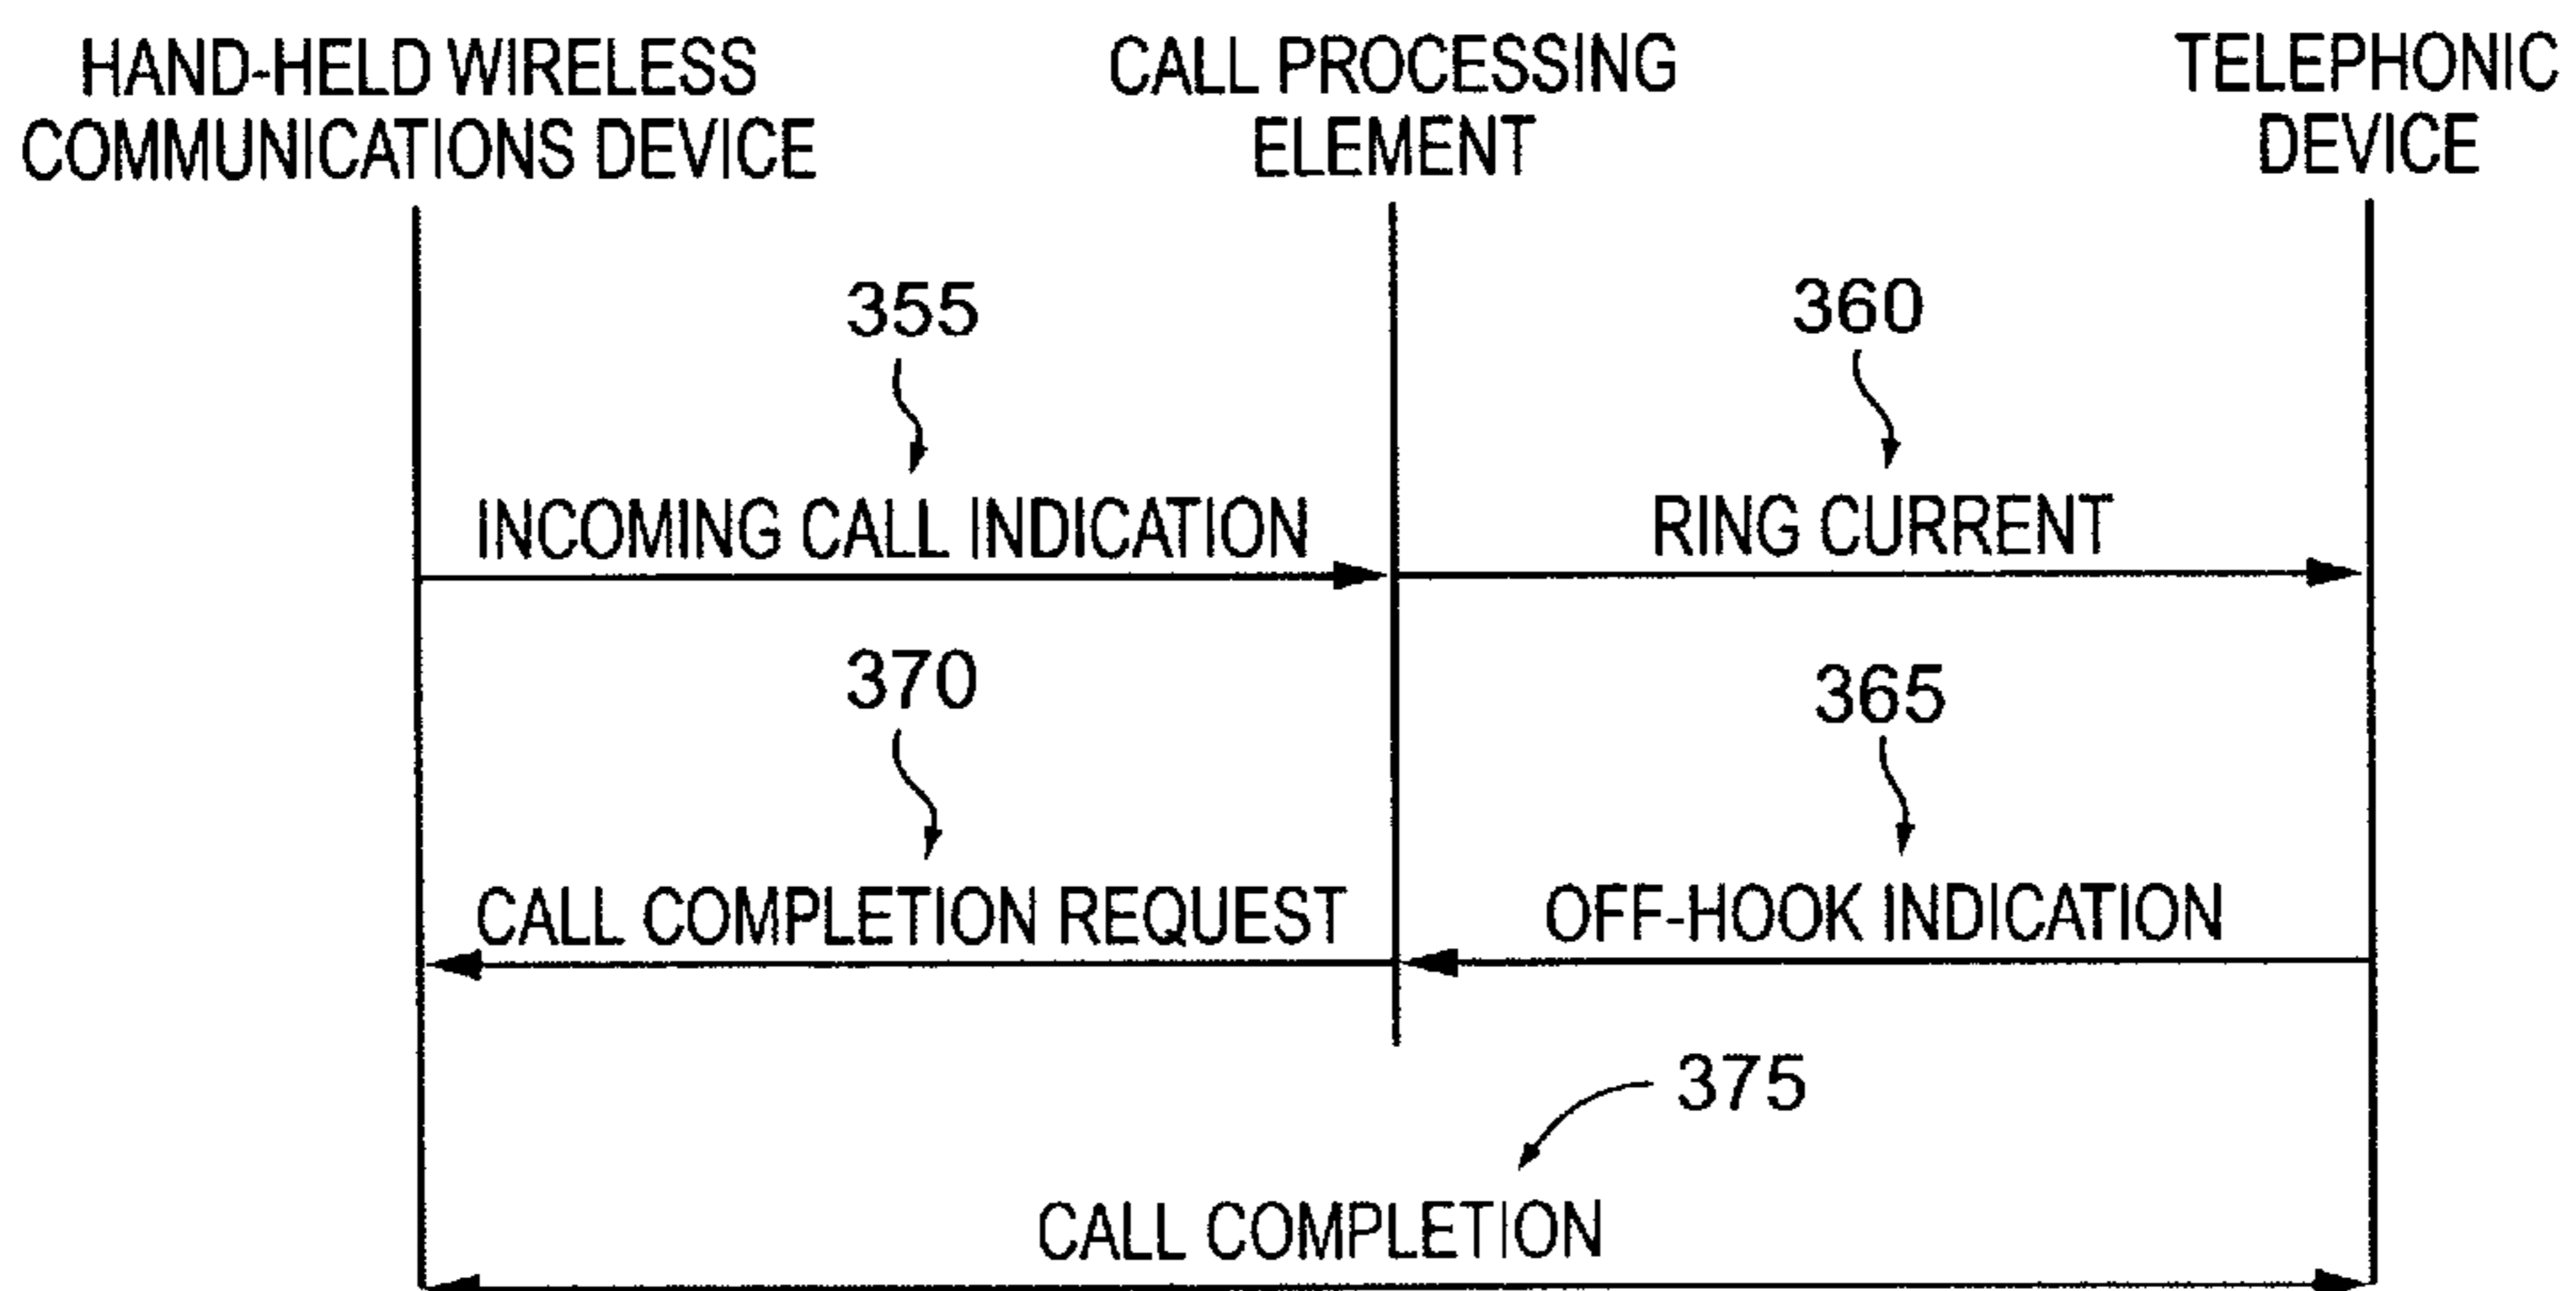 HAND-HELD WIRELESS
COMMUNICATIONS DEVICE
CALL PROCESSING
ELEMENT
TELEPHONIC
DEVICE
355
360
INCOMING CALL INDICATION
RING CURRENT
370
365
CALL COMPLETION REQUEST
OFF-HOOK INDICATION
375
CALL COMPLETION